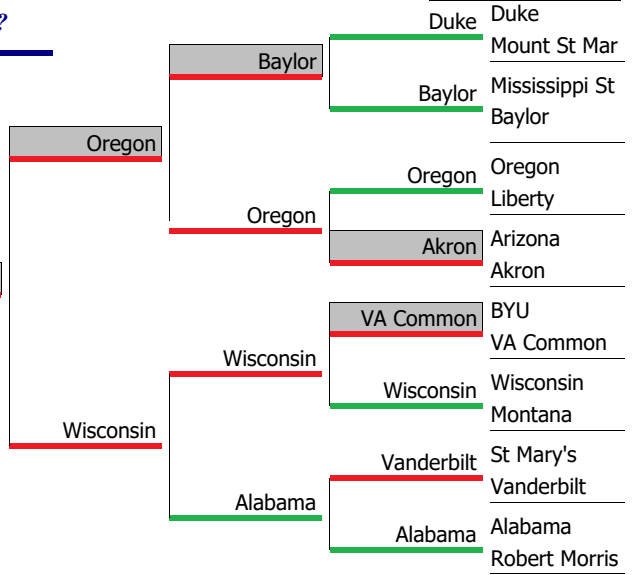 ?
Duke
Duke
Mount St Mar
Baylor
Baylor
Mississippi St
Baylor
Oregon
Oregon
Oregon
Liberty
Oregon
Akron
Arizona
Akron
VA Common
BYU
VA Common
Wisconsin
Wisconsin
Wisconsin
Montana
Wisconsin
Vanderbilt
St Mary's
Vanderbilt
Alabama
Alabama
Alabama
Robert Morris